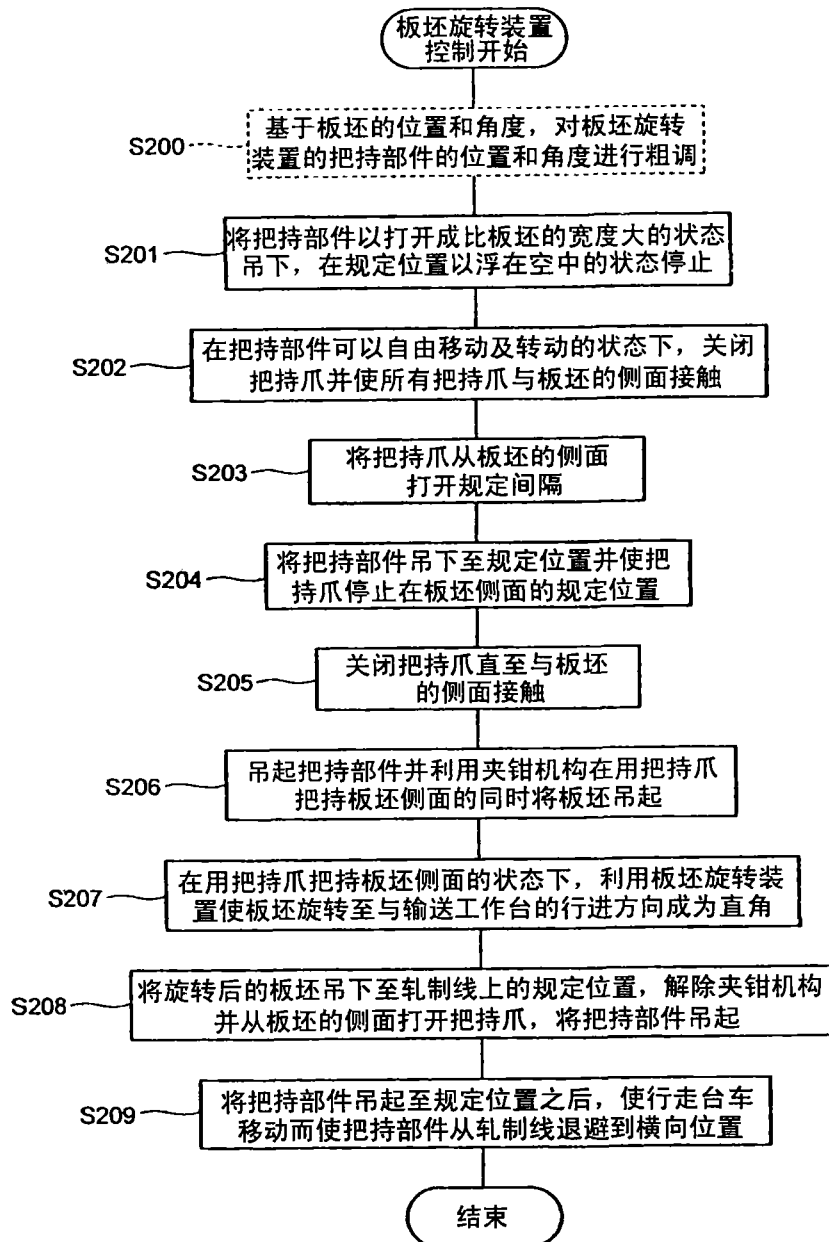 板坯旋转装置
控制开始
S200
基于板坯的位置和角度，对板坯旋转
装置的把持部件的位置和角度进行粗调
S201
将把持部件以打开成比板坯的宽度大的状态
吊下，在规定位置以浮在空中的状态停止
S202
在把持部件可以自由移动及转动的状态下，关闭
把持爪并使所有把持爪与板坯的侧面接触
S203
将把持爪从板坯的侧面
打开规定间隔
S204
将把持部件吊下至规定位置并使把
持爪停止在板坯侧面的规定位置
S205
关闭把持爪直至与板坯
的侧面接触
S206
吊起把持部件并利用夹钳机构在用把持爪
把持板坯侧面的同时将板坯吊起
S207
在用把持爪把持板坯侧面的状态下，利用板坯旋转装
置使板坯旋转至与输送工作台的行进方向成为直角
S208
将旋转后的板坯吊下至轧制线上的规定位置，解除夹钳机构
并从板坯的侧面打开把持爪，将把持部件吊起
S209
将把持部件吊起至规定位置之后，使行走台车
移动而使把持部件从轧制线退避到横向位置
结束